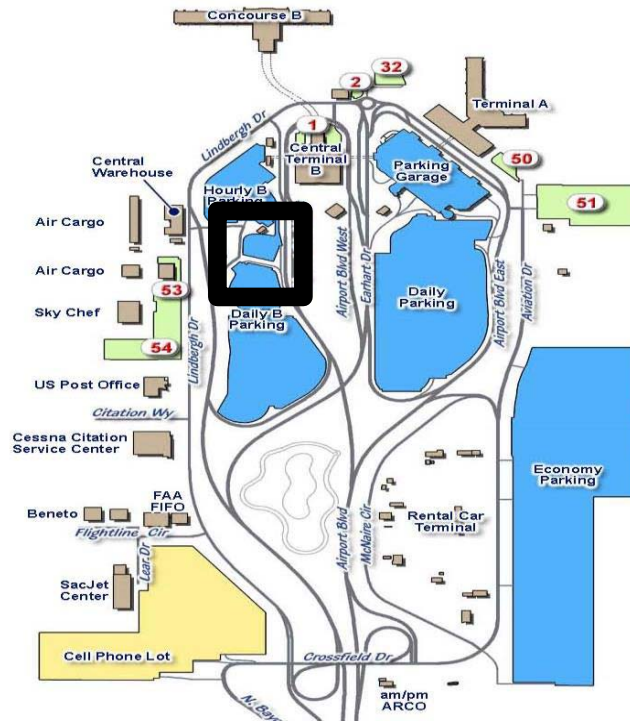 Concourse B
2
32
Terminal A
Lindbergh Dr
1
Central
Terminal
B
Parking
Garage
50
Central
Warehouse
Hourly B
Parking
51
Air Cargo
Air Cargo
53
Sky Chef
54
Lindbergh Dr
Daily B
Parking
Airport Blvd West
Earhart Dr
Daily
Parking
Airport Blvd East
Aviation Dr
US Post Office
Citation Wy
Cessna Citation
Service Center
Economy
Parking
Beneto
FAA
FIFO
Flightline Cir
Lear Dr
Airport Blvd
McNaire Cir
Rental Car
Terminal
SacJet
Center
Cell Phone Lot
Crossfield Dr
am/pm
ARCO
N. Bayo